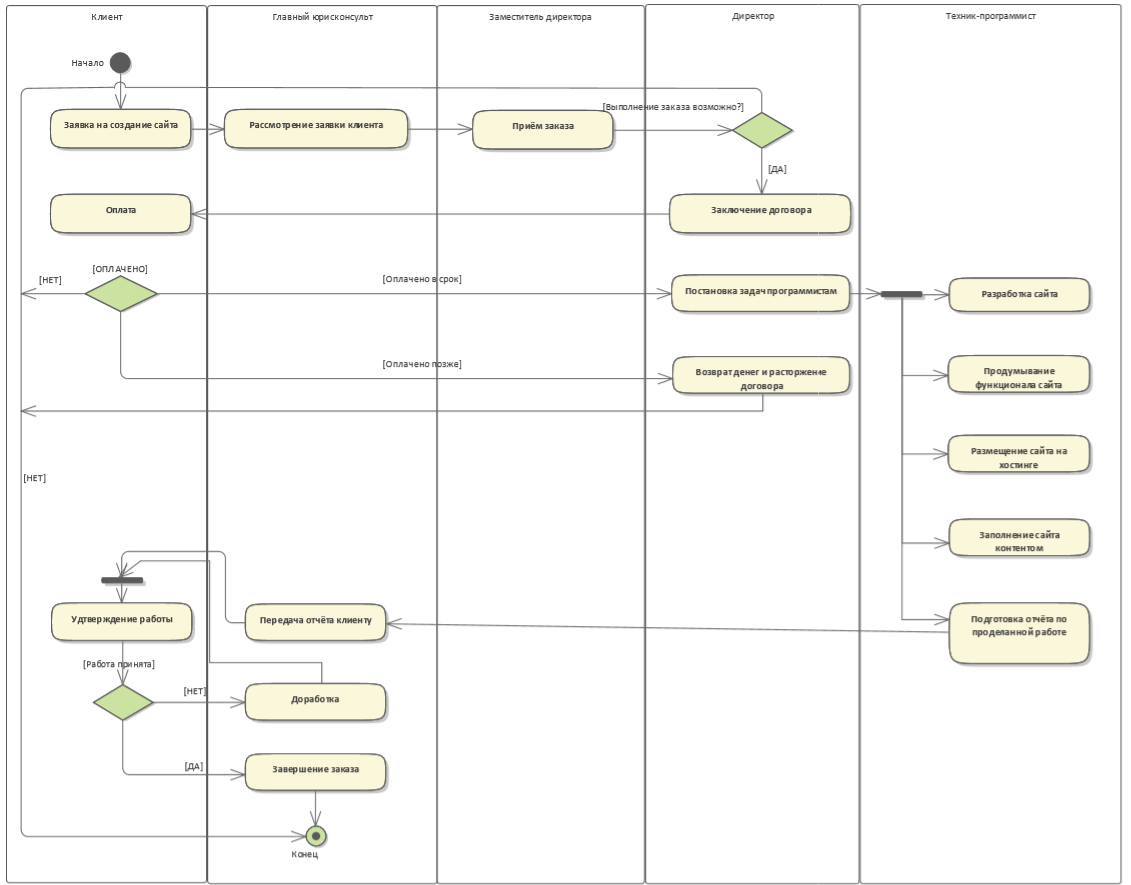 Клиент
Главный юрисконсульт
Заместитель директора
Директор
Техник-программист
Начало
[Выполнение заказа возможно?]
Заявка на создание сайта
Рассмотрение заявки клиента
Приём заказа
[ДА]
Оплата
Заключение договора
[ОПЛАЧЕНО]
[НЕТ]
[Оплачено в срок]
Постановка задач программистам
Разработка сайта
[Оплачено позже]
Возврат денег и расторжение
договора
Продумывание
функционала сайта
Размещение сайта на
хостинге
[НЕТ]
Заполнение сайта
контентом
Удтверждение работы
Передача отчёта клиенту
Подготовка отчёта по
проделанной работе
[Работа принята]
[НЕТ]
Доработка
[ДА]
Завершение заказа
Конец